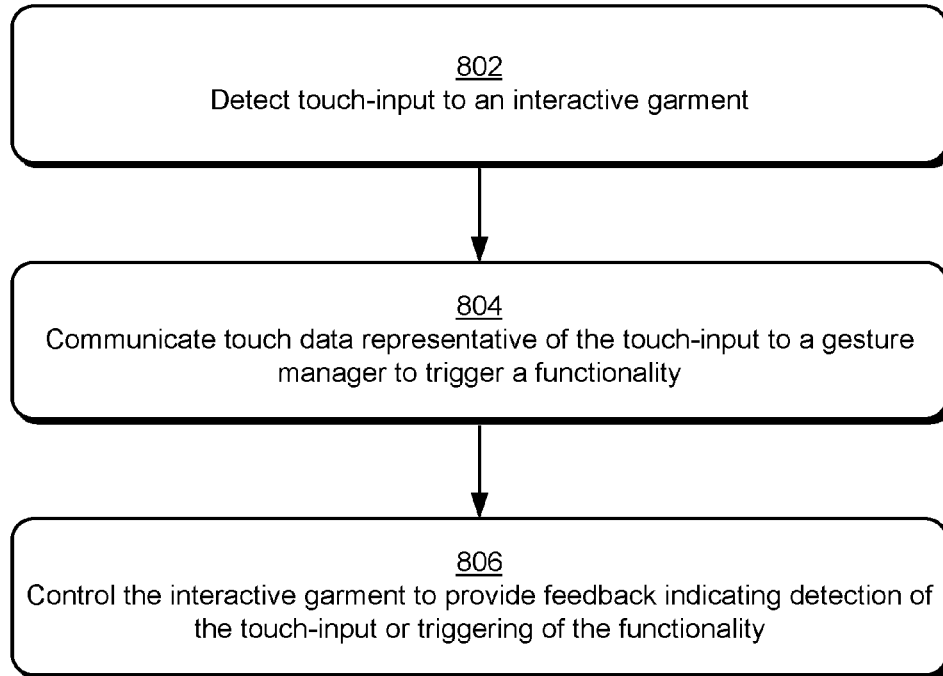 802
Detect touch-input to an interactive garment
804
Communicate touch data representative of the touch-input to a gesture
manager to trigger a functionality
806
Control the interactive garment to provide feedback indicating detection of
the touch-input or triggering of the functionality